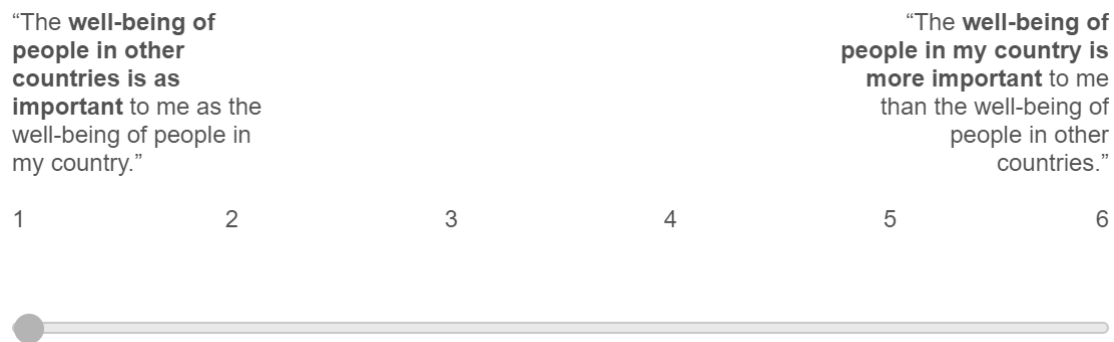 “The well-being of
people in other
countries is as
important to me as the
well-being of people in
my country.”
“The well-being of
people in my country is
more important to me
than the well-being of
people in other
countries.”
1 2 3 4 5 6